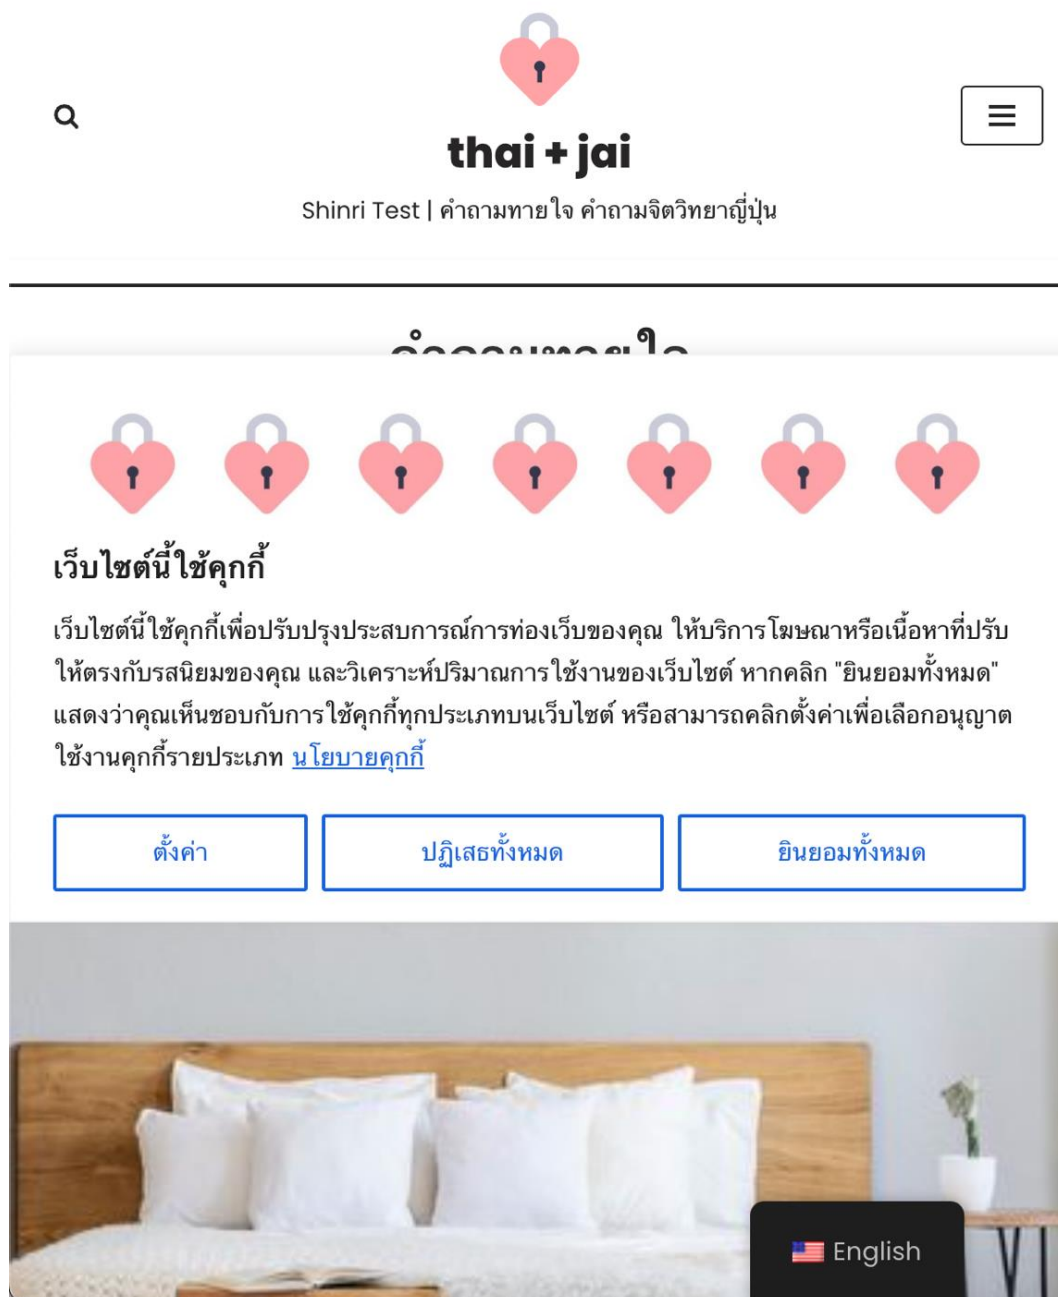 thai + jai
Shinri Test | คำถามทายใจ คำถามจิตวิทยาญี่ปุ่น
คำถามทายใจ
เว็บไซต์นี้ใช้คุกกี้
เว็บไซต์นี้ใช้คุกกี้เพื่อปรับปรุงประสบการณ์การท่องเว็บของคุณ ให้บริการโฆษณาหรือเนื้อหาที่ปรับ
ให้ตรงกับรสนิยมของคุณ และวิเคราะห์ปริมาณการใช้งานของเว็บไซต์ หากคลิก "ยินยอมทั้งหมด"
แสดงว่าคุณเห็นชอบกับการใช้คุกกี้ทุกประเภทบนเว็บไซต์ หรือสามารถคลิกตั้งค่าเพื่อเลือกอนุญาต
ใช้งานคุกกี้รายประเภท นโยบายคุกกี้
ตั้งค่า
ปฏิเสธทั้งหมด
ยินยอมทั้งหมด
English